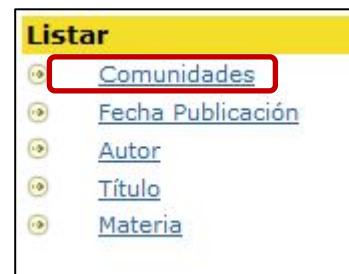 Listar
Comunidades
Fecha Publicación
Autor
Título
Materia